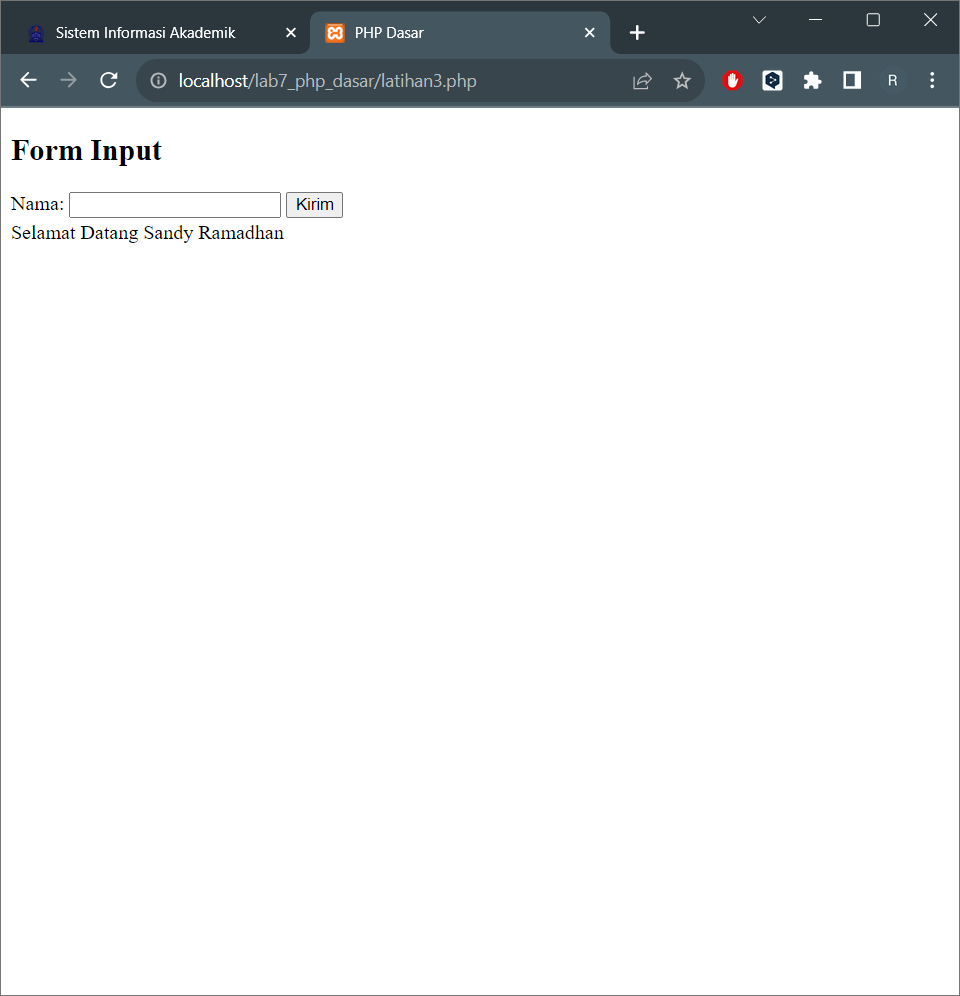 Sistem Informasi Akademik
PHP Dasar
localhost/lab7_php_dasar/latihan3.php
R
Form Input
Nama: Kirim
Selamat Datang Sandy Ramadhan